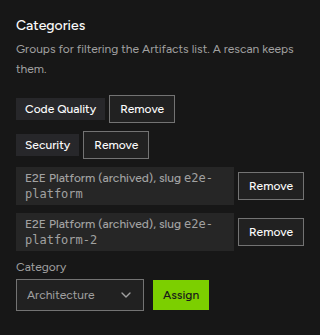 Categories
Groups for filtering the Artifacts list. A rescan keeps
them.
Code Quality Remove
Security Remove
E2E Platform (archived), slug e2e-
platform
Remove
E2E Platform (archived), slug e2e-
platform-2
Remove
Category
Architecture Assign